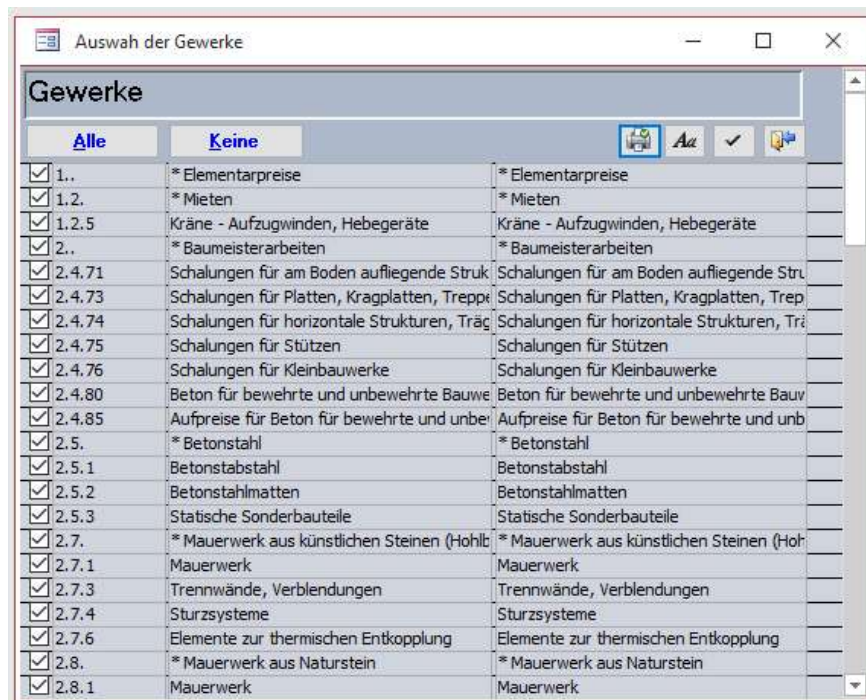 Auswah der Gewerke
Gewerke
Alle Keine Aa
1.. * Elementarpreise * Elementarpreise
1.2. * Mieten * Mieten
1.2.5 Kräne - Aufzugwinden, Hebegeräte Kräne - Aufzugwinden, Hebegeräte
2.. * Baumeisterarbeiten * Baumeisterarbeiten
2.4.71 Schalungen für am Boden aufliegende Struk Schalungen für am Boden aufliegende Stru
2.4.73 Schalungen für Platten, Kragplatten, Treppe Schalungen für Platten, Kragplatten, Trep
2.4.74 Schalungen für horizontale Strukturen, Träg Schalungen für horizontale Strukturen, Trä
2.4.75 Schalungen für Stützen Schalungen für Stützen
2.4.76 Schalungen für Kleinbauwerke Schalungen für Kleinbauwerke
2.4.80 Beton für bewehrte und unbewehrte Bauwe Beton für bewehrte und unbewehrte Bauw
2.4.85 Aufpreise für Beton für bewehrte und unbe Aufpreise für Beton für bewehrte und unb
2.5. * Betonstahl * Betonstahl
2.5.1 Betonstabstahl Betonstabstahl
2.5.2 Betonstahlmatten Betonstahlmatten
2.5.3 Statische Sonderbauteile Statische Sonderbauteile
2.7. * Mauerwerk aus künstlichen Steinen (Hohlb * Mauerwerk aus künstlichen Steinen (Hoh
2.7.1 Mauerwerk Mauerwerk
2.7.3 Trennwände, Verblendungen Trennwände, Verblendungen
2.7.4 Sturzsysteme Sturzsysteme
2.7.6 Elemente zur thermischen Entkopplung Elemente zur thermischen Entkopplung
2.8. * Mauerwerk aus Naturstein * Mauerwerk aus Naturstein
2.8.1 Mauerwerk Mauerwerk